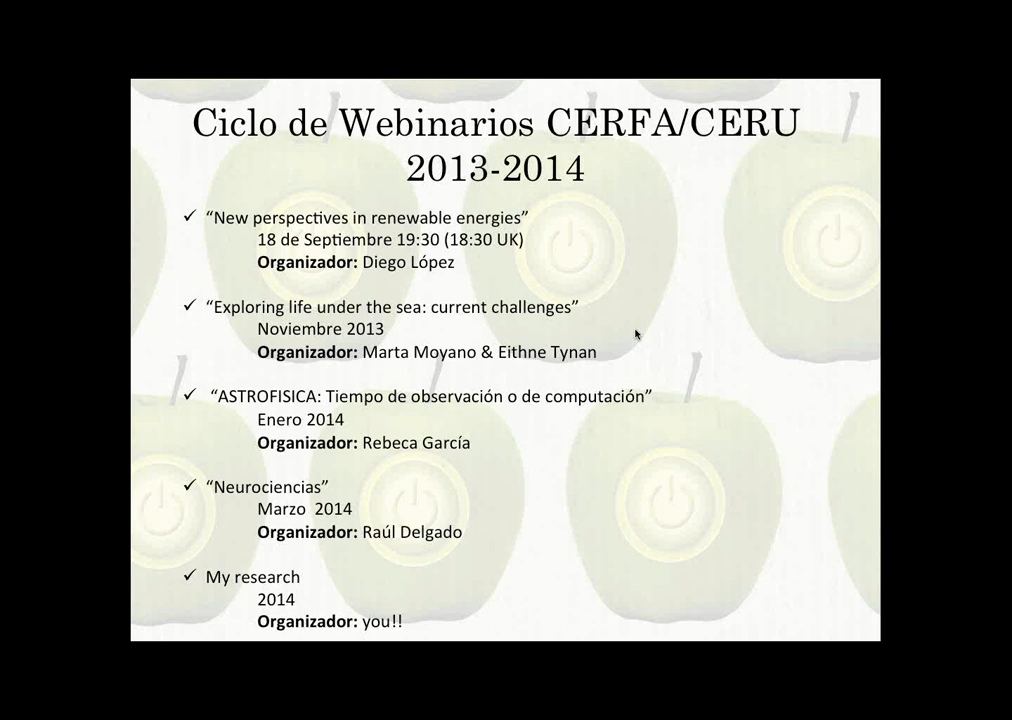 Ciclo de Webinarios CERFA/CERU
2013-2014
✓ “New perspectives in renewable energies”
18 de Septiembre 19:30 (18:30 UK)
Organizador: Diego López
✓ “Exploring life under the sea: current challenges”
Noviembre 2013
Organizador: Marta Moyano & Eithne Tynan
✓ “ASTROFISICA: Tiempo de observación o de computación”
Enero 2014
Organizador: Rebeca García
✓ “Neurociencias”
Marzo 2014
Organizador: Raúl Delgado
✓ My research
2014
Organizador: you!!